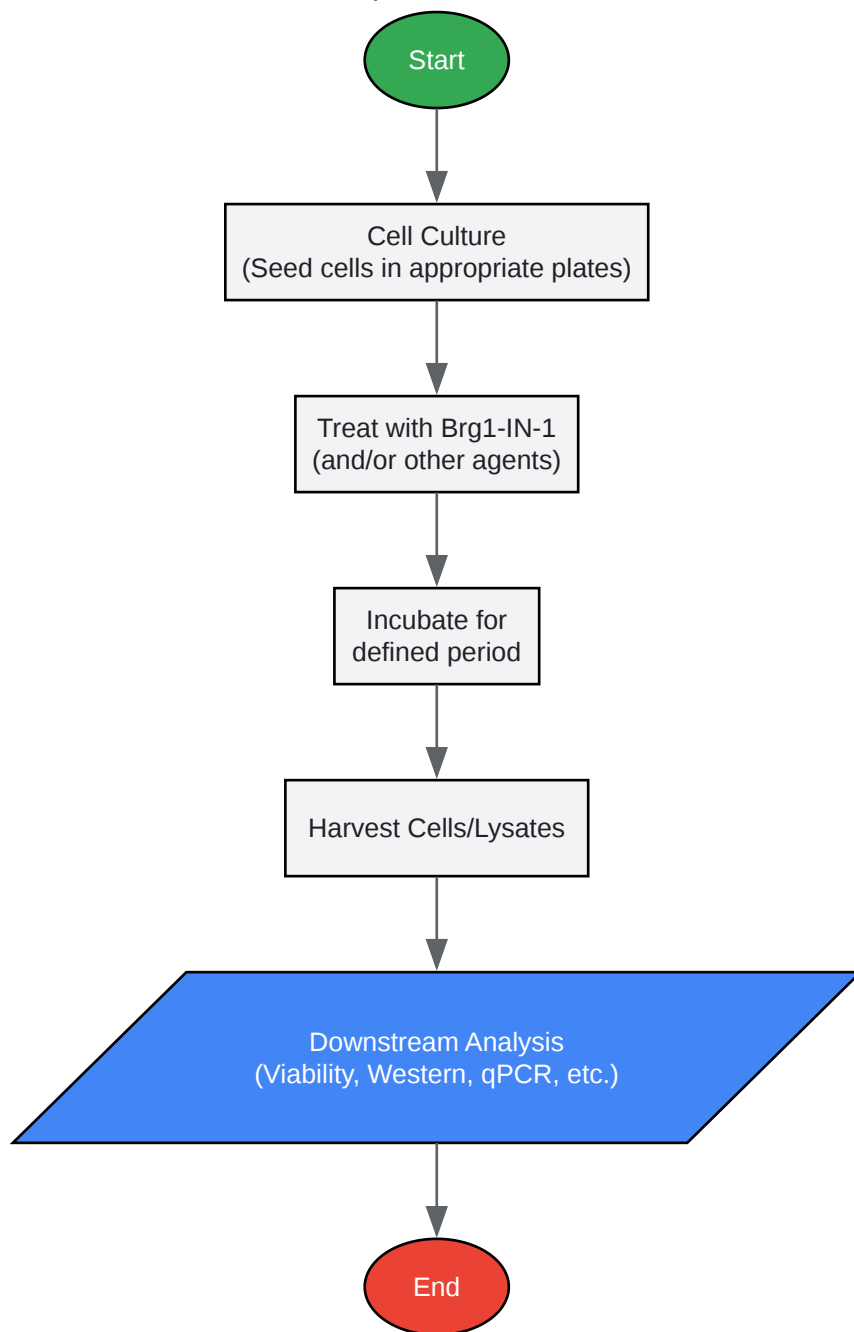 Start
Cell Culture
(Seed cells in appropriate plates)
Treat with Brg1-IN-1
(and/or other agents)
Incubate for
defined period
Harvest Cells/Lysates
Downstream Analysis
(Viability, Western, qPCR, etc.)
End